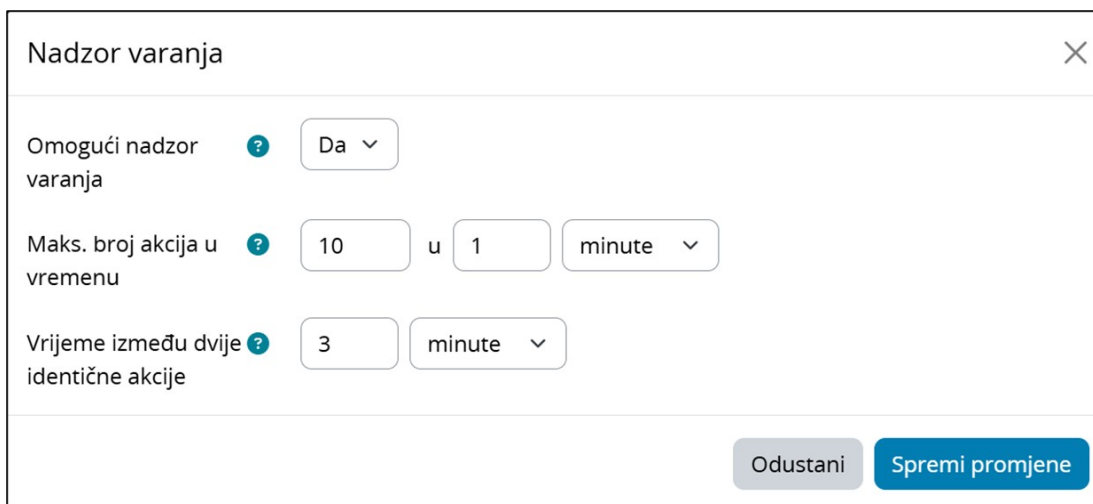 Nadzor varanja
Omogući nadzor ? Da
varanja
Maks. broj akcija u ? 10 u 1 minute
vremenu
Vrijeme između dvije ? 3 minute
identične akcije
Odustani Spremi promjene